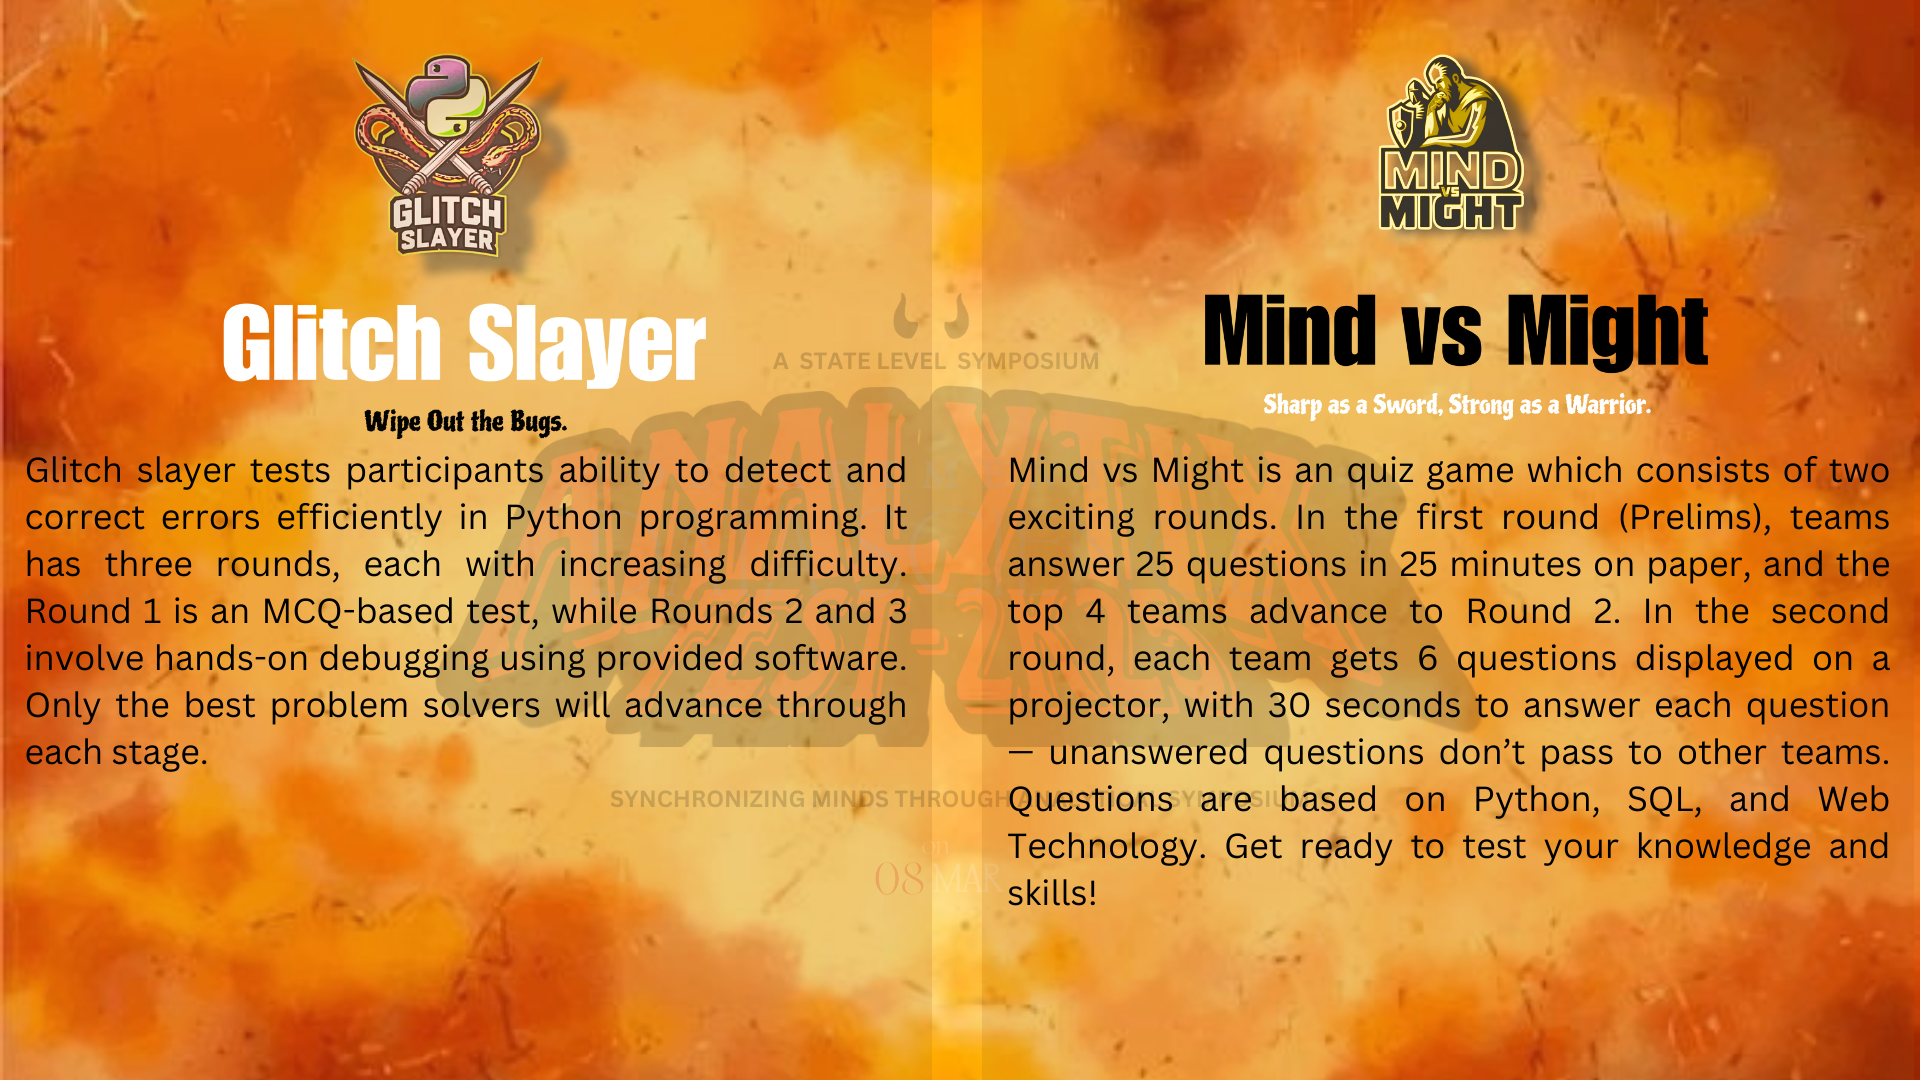 GLITCH
SLAYER
Glitch Slayer
Wipe Out the Bugs.
Glitch slayer tests participants ability to detect and
correct errors efficiently in Python programming. It
has three rounds, each with increasing difficulty.
Round 1 is an MCQ-based test, while Rounds 2 and 3
involve hands-on debugging using provided software.
Only the best problem solvers will advance through
each stage.
MIND
VS
MIGHT
Mind vs Might
Sharp as a Sword, Strong as a Warrior.
Mind vs Might is an quiz game which consists of two
exciting rounds. In the first round (Prelims), teams
answer 25 questions in 25 minutes on paper, and the
top 4 teams advance to Round 2. In the second
round, each team gets 6 questions displayed on a
projector, with 30 seconds to answer each question
— unanswered questions don’t pass to other teams.
Questions are based on Python, SQL, and Web
Technology. Get ready to test your knowledge and
skills!
A STATE LEVEL SYMPOSIUM
ANALYTIX
FEST-2K25
SYNCHRONIZING MINDS THROUGH ANALYTICAL SYMPOSIUM
on
08 MAR